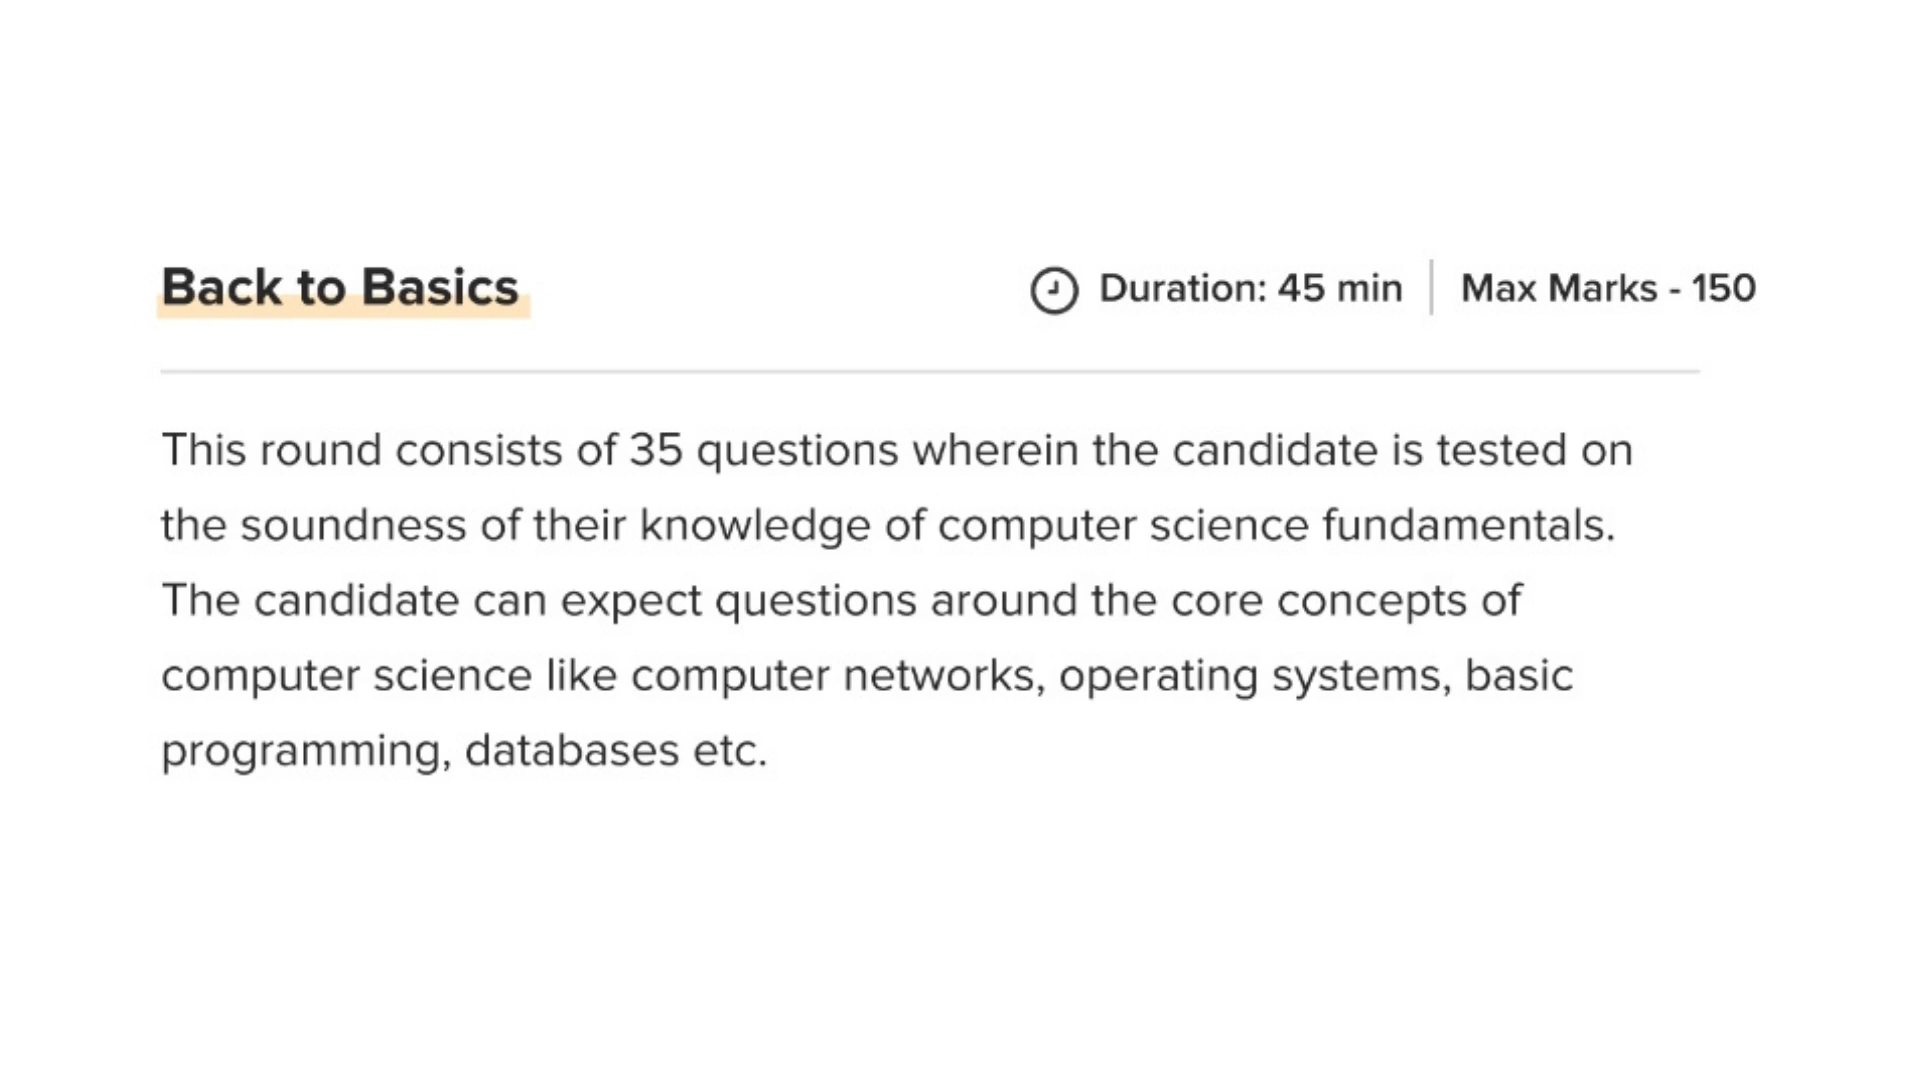 Back to Basics
Duration: 45 min
Max Marks - 150
This round consists of 35 questions wherein the candidate is tested on
the soundness of their knowledge of computer science fundamentals.
The candidate can expect questions around the core concepts of
computer science like computer networks, operating systems, basic
programming, databases etc.